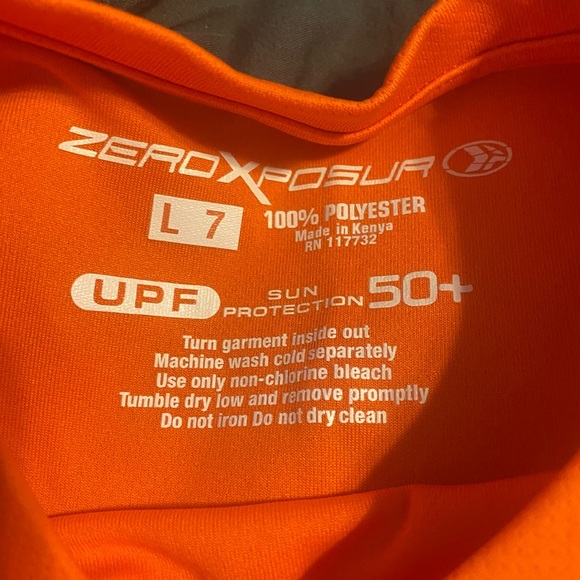 ZEROXPOSUR
L 7
100% POLYESTER
Made in Kenya
RN 117732
UPF SUN PROTECTION 50+
Turn garment inside out
Machine wash cold separately
Use only non-chlorine bleach
Tumble dry low and remove promptly
Do not iron Do not dry clean